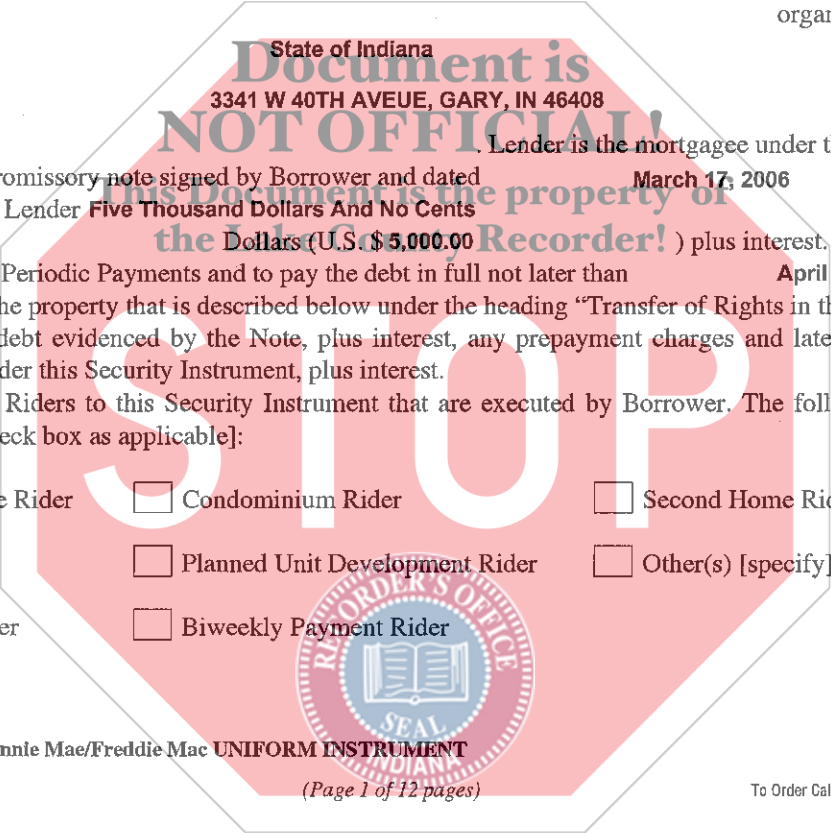 organ
State of Indiana
Document is
3341 W 40TH AVEUE, GARY, IN 46408
NOT OFFICIAL!
. Lender is the mortgagee under th
romissory note signed by Borrower and dated March 17, 2006
This Document is the property of
Lender Five Thousand Dollars And No Cents
the Lake County Recorder!
Dollars (U.S. $ 5,000.00 ) plus interest.
Periodic Payments and to pay the debt in full not later than April
he property that is described below under the heading “Transfer of Rights in th
debt evidenced by the Note, plus interest, any prepayment charges and late
der this Security Instrument, plus interest.
Riders to this Security Instrument that are executed by Borrower. The foll
eck box as applicable]:
STOP
e Rider Condominium Rider Second Home Rid
Planned Unit Development Rider Other(s) [specify]
er Biweekly Payment Rider
RECORDER'S OFFICE
SEAL
INDIANA
nnie Mae/Freddie Mac UNIFORM INSTRUMENT
(Page 1 of 12 pages)
To Order Cal